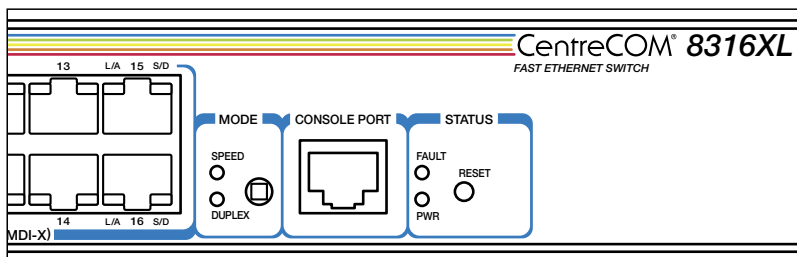 CentreCOM® 8316XL
FAST ETHERNET SWITCH
13 L/A 15 S/D
MODE
CONSOLE PORT
STATUS
SPEED
DUPLEX
FAULT
PWR
RESET
14 L/A 16 S/D
MDI-X)